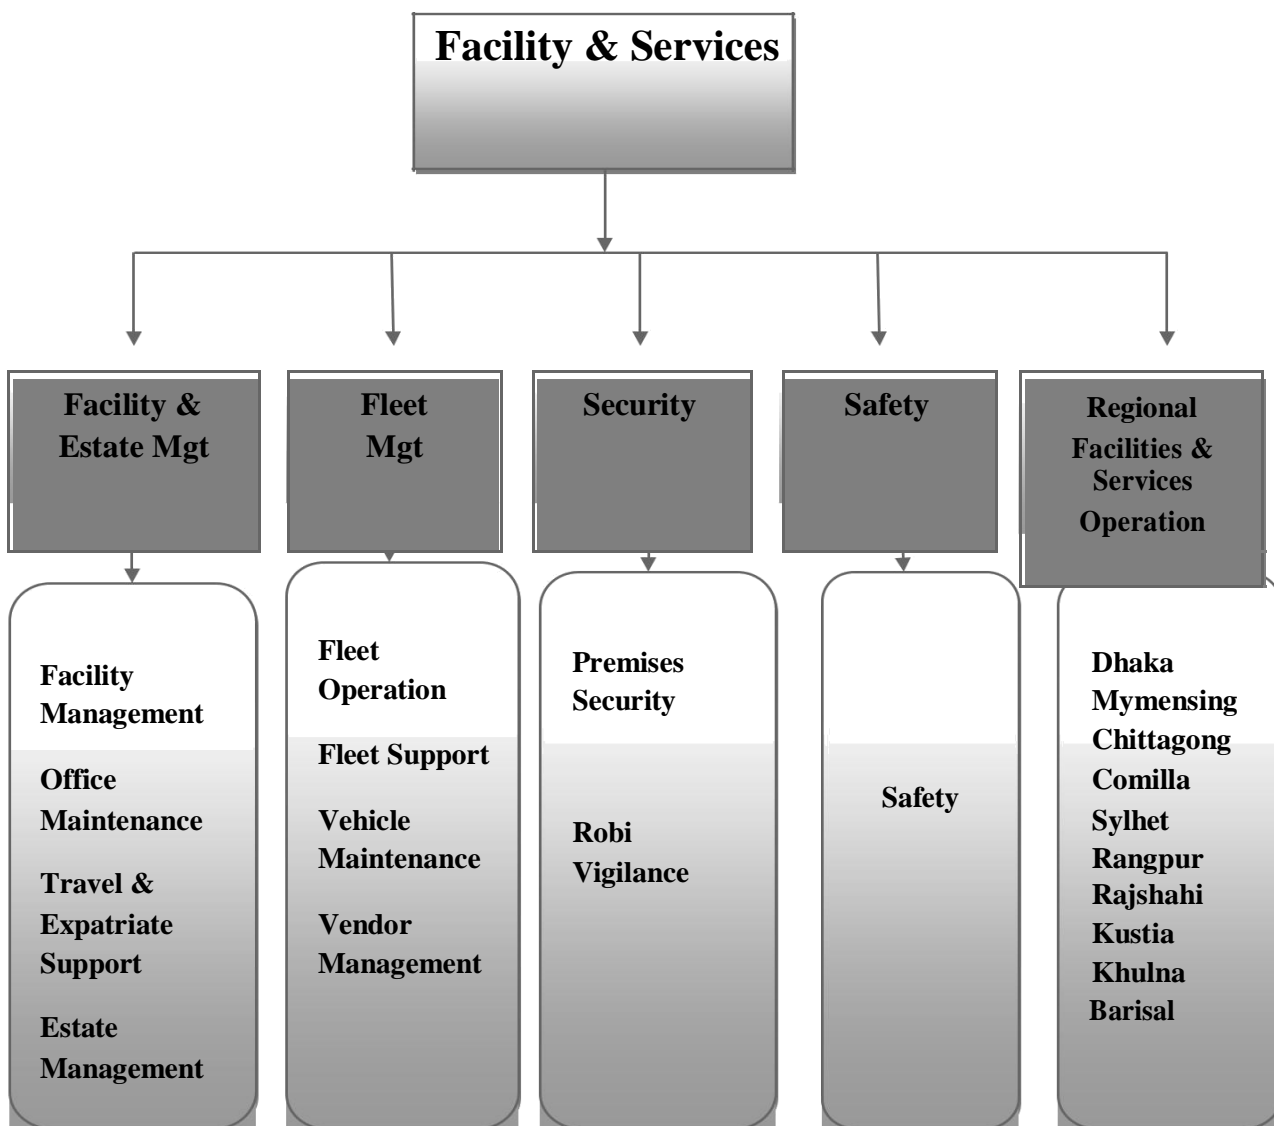 Facility & Services
Facility &
Estate Mgt
Fleet
Mgt
Security
Safety
Regional
Facilities &
Services
Operation
Facility
Management
Office
Maintenance
Travel &
Expatriate
Support
Estate
Management
Fleet
Operation
Fleet Support
Vehicle
Maintenance
Vendor
Management
Premises
Security
Robi
Vigilance
Safety
Dhaka
Mymensing
Chittagong
Comilla
Sylhet
Rangpur
Rajshahi
Kustia
Khulna
Barisal